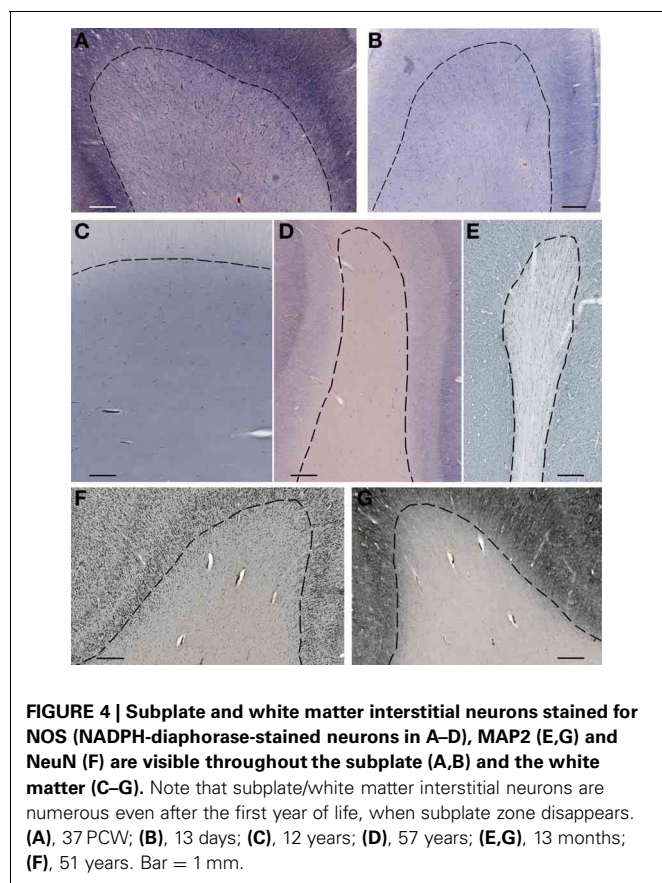 A
B
C
D
E
F
G
FIGURE 4 | Subplate and white matter interstitial neurons stained for
NOS (NADPH-diaphorase-stained neurons in A–D), MAP2 (E,G) and
NeuN (F) are visible throughout the subplate (A,B) and the white
matter (C–G). Note that subplate/white matter interstitial neurons are
numerous even after the first year of life, when subplate zone disappears.
(A), 37 PCW; (B), 13 days; (C), 12 years; (D), 57 years; (E,G), 13 months;
(F), 51 years. Bar = 1 mm.